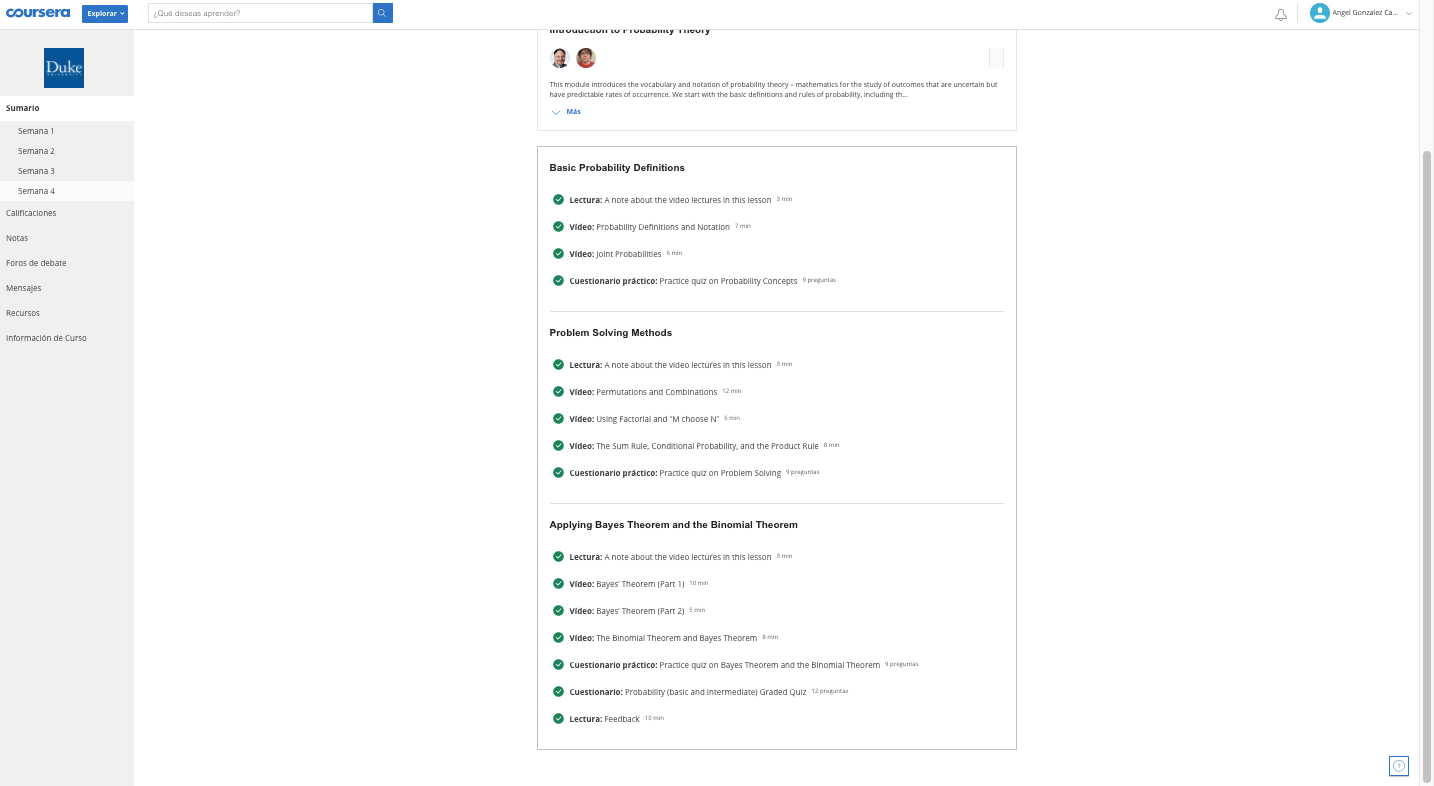 coursera
Explorar
¿Qué deseas aprender?
Angel Gonzalez Ca...
Duke
UNIVERSITY
Sumario
Semana 1
Semana 2
Semana 3
Semana 4
Calificaciones
Notas
Foros de debate
Mensajes
Recursos
Información de Curso
Introduction to Probability Theory
This module introduces the vocabulary and notation of probability theory – mathematics for the study of outcomes that are uncertain but
have predictable rates of occurrence. We start with the basic definitions and rules of probability, including th...
Más
Basic Probability Definitions
Lectura: A note about the video lectures in this lesson 3 min
Vídeo: Probability Definitions and Notation 7 min
Vídeo: Joint Probabilities 6 min
Cuestionario práctico: Practice quiz on Probability Concepts 9 preguntas
Problem Solving Methods
Lectura: A note about the video lectures in this lesson 3 min
Vídeo: Permutations and Combinations 12 min
Vídeo: Using Factorial and "M choose N" 6 min
Vídeo: The Sum Rule, Conditional Probability, and the Product Rule 8 min
Cuestionario práctico: Practice quiz on Problem Solving 9 preguntas
Applying Bayes Theorem and the Binomial Theorem
Lectura: A note about the video lectures in this lesson 3 min
Vídeo: Bayes' Theorem (Part 1) 10 min
Vídeo: Bayes' Theorem (Part 2) 5 min
Vídeo: The Binomial Theorem and Bayes Theorem 8 min
Cuestionario práctico: Practice quiz on Bayes Theorem and the Binomial Theorem 9 preguntas
Cuestionario: Probability (basic and intermediate) Graded Quiz 12 preguntas
Lectura: Feedback 10 min
?